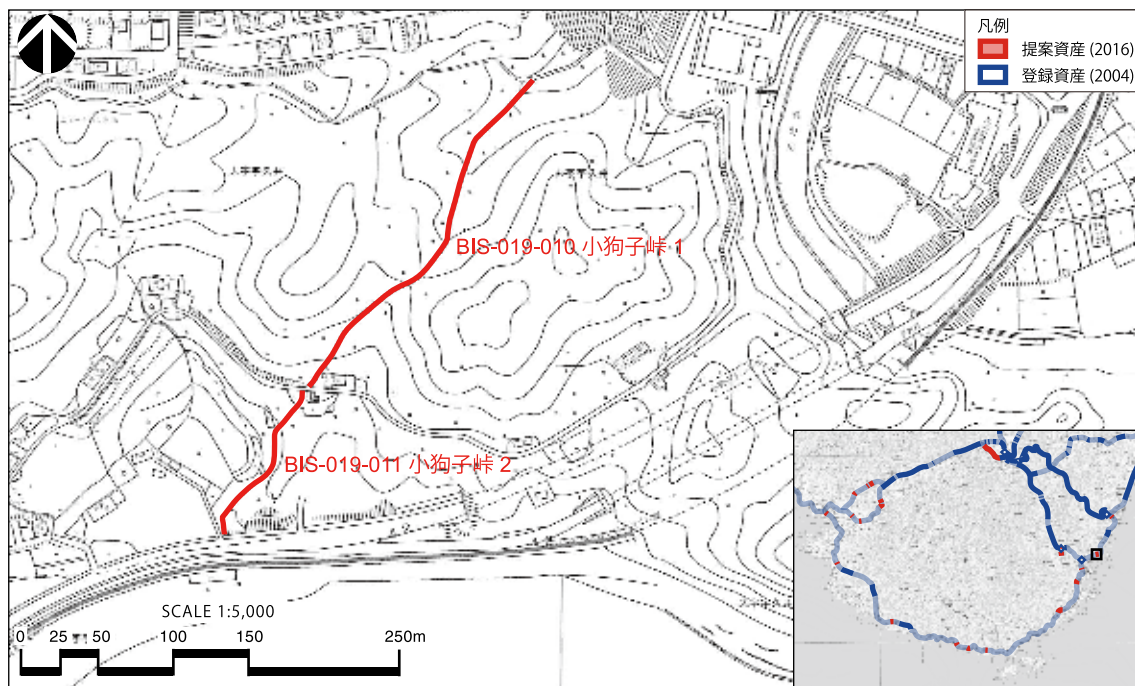 凡例
提案資産 (2016)
登録資産 (2004)
BIS-019-010 小狗子峠 1
BIS-019-011 小狗子峠 2
SCALE 1:5,000
0 25 50 100 150 250m